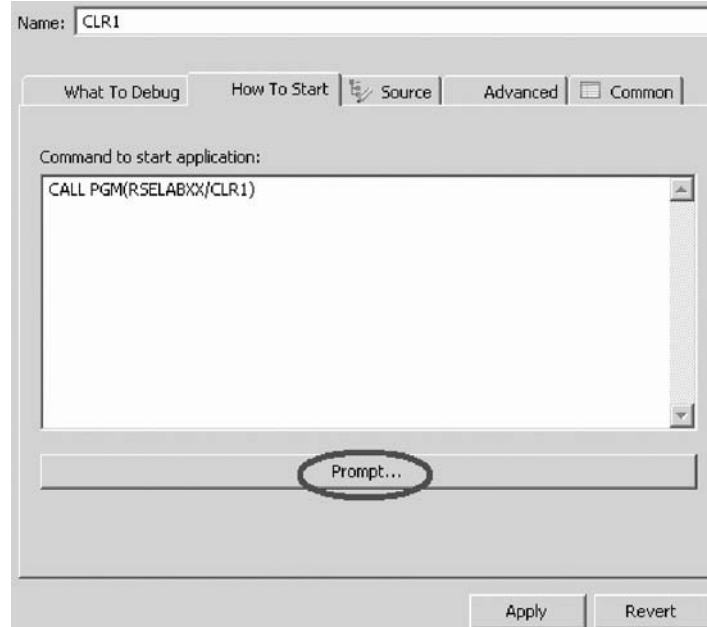 Name: CLR1
What To Debug How To Start Source Advanced Common
Command to start application:
CALL PGM(RSELABXX/CLR1)
Prompt...
Apply Revert